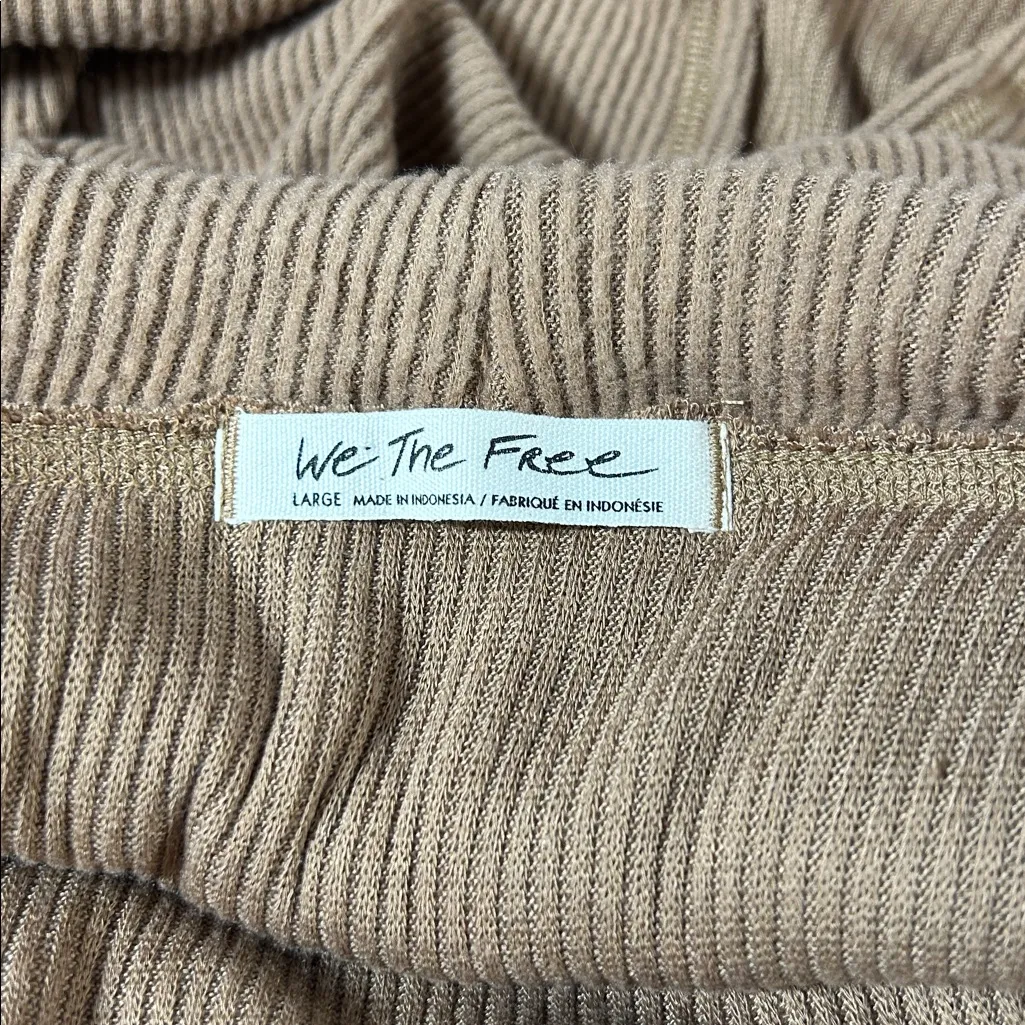 We The Free
LARGE MADE IN INDONESIA / FABRIQUÉ EN INDONÉSIE